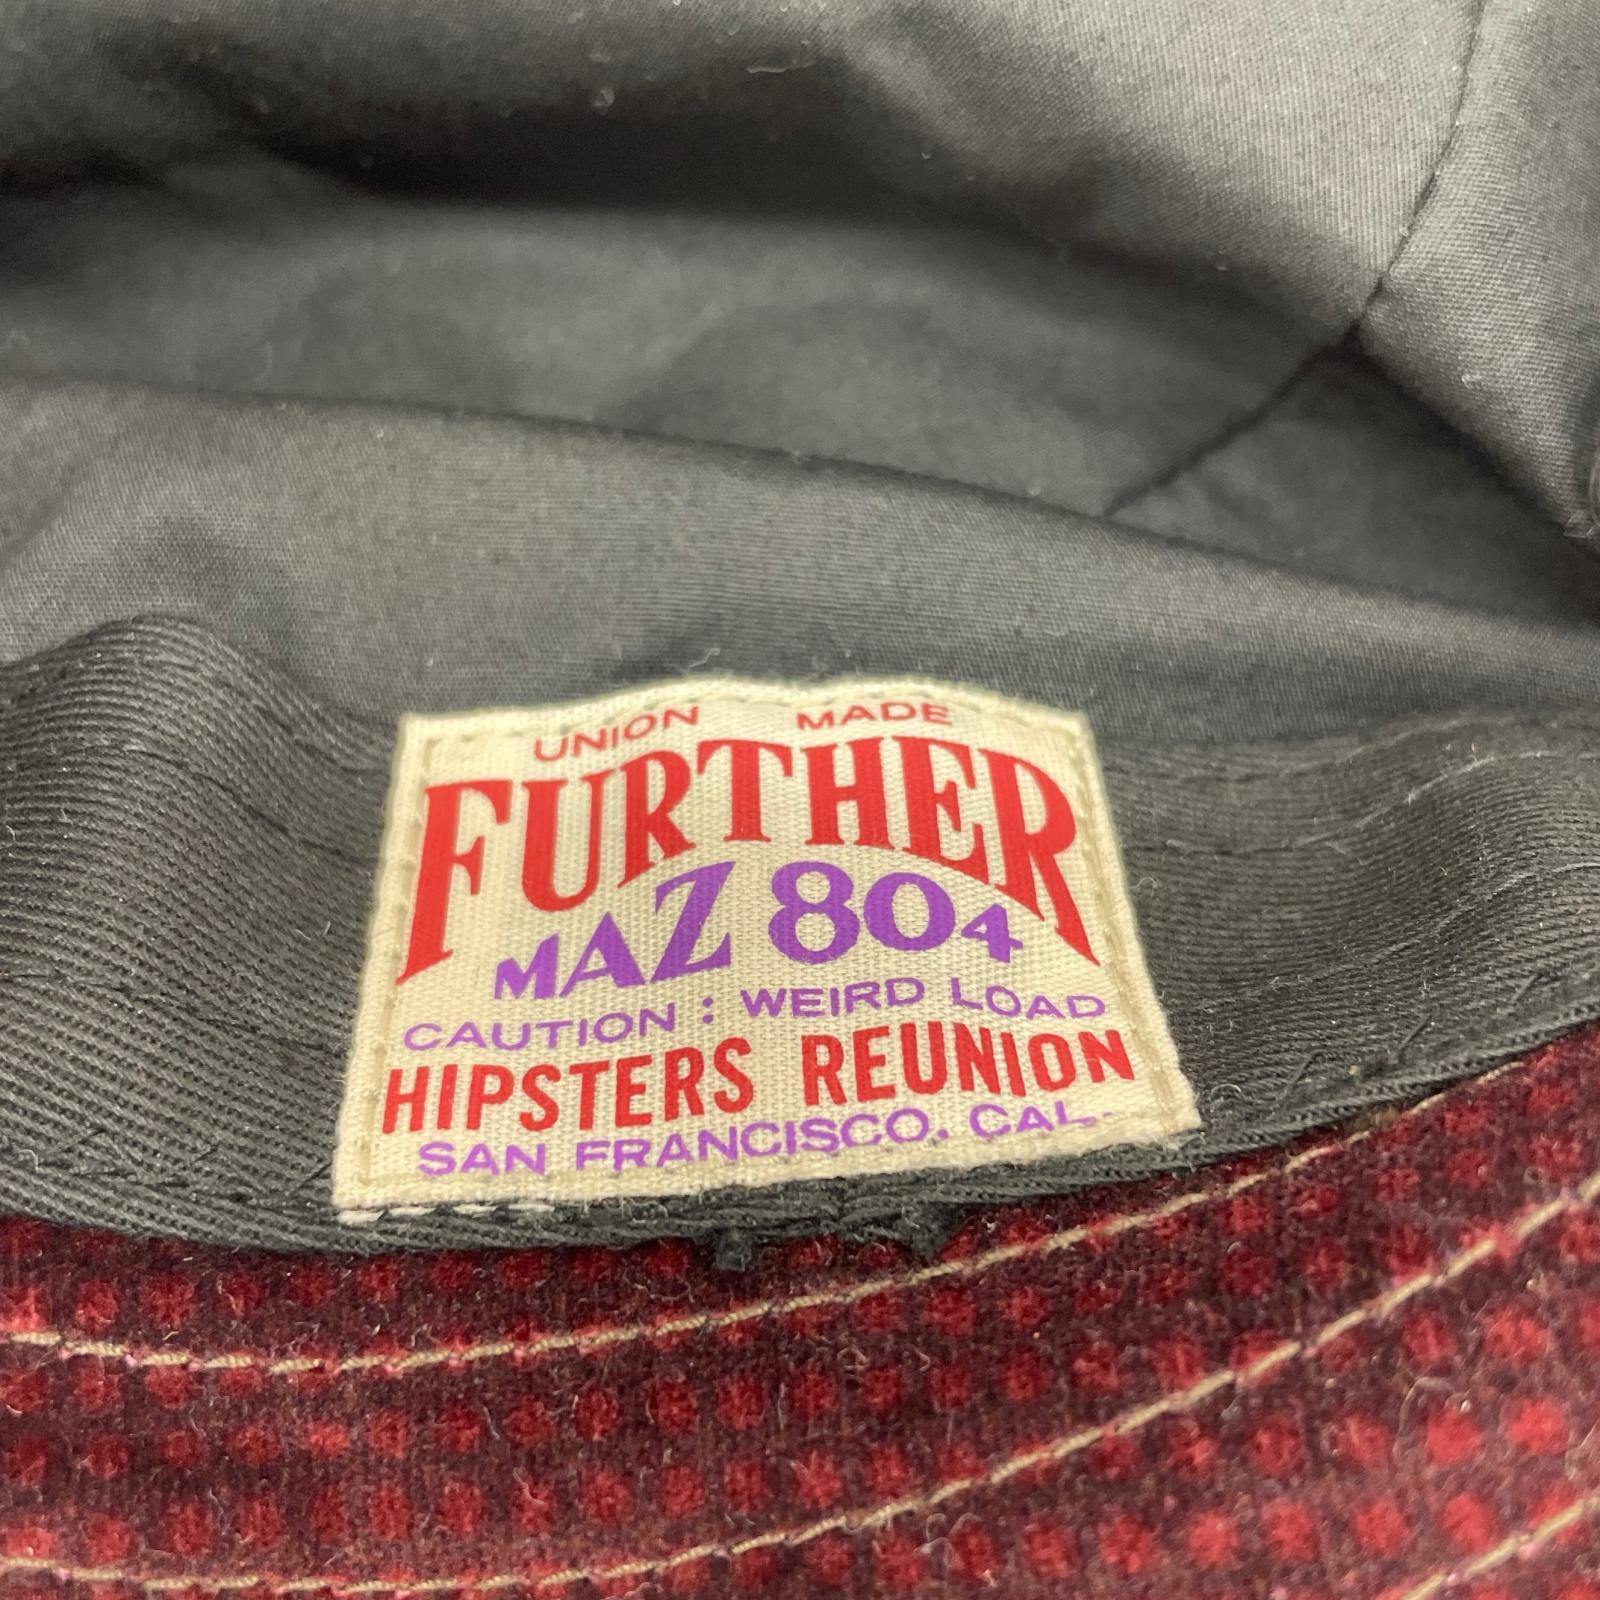 UNION MADE
FURTHER
MAZ 804
CAUTION : WEIRD LOAD
HIPSTERS REUNION
SAN FRANCISCO. CAL.